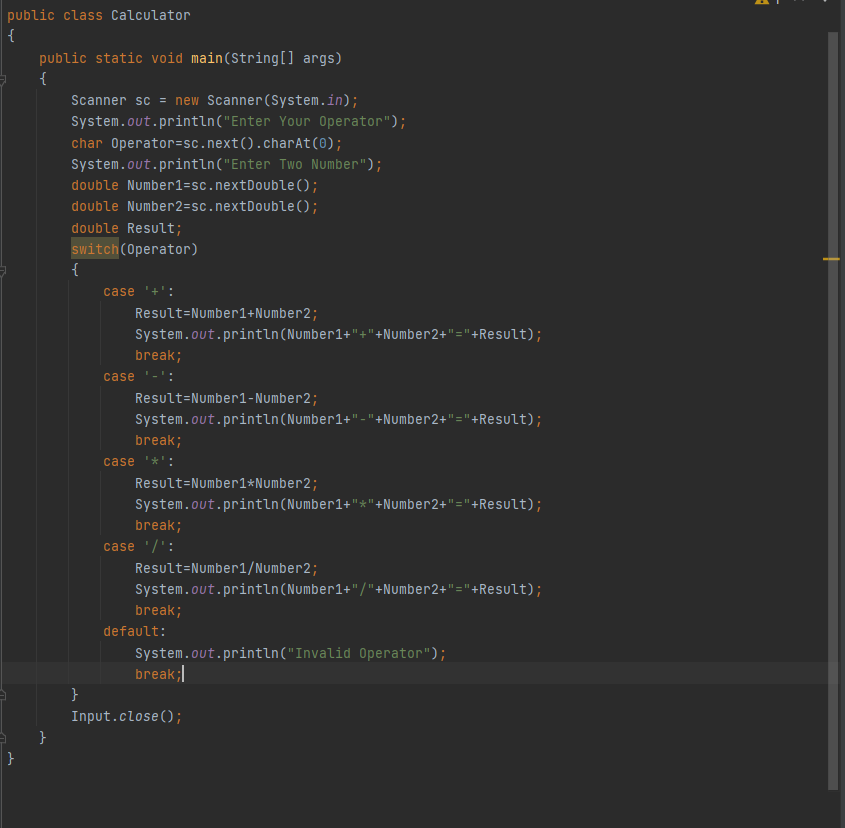 public class Calculator
{
    public static void main(String[] args)
    {
        Scanner sc = new Scanner(System.in);
        System.out.println("Enter Your Operator");
        char Operator=sc.next().charAt(0);
        System.out.println("Enter Two Number");
        double Number1=sc.nextDouble();
        double Number2=sc.nextDouble();
        double Result;
        switch(Operator)
        {
            case '+':
                Result=Number1+Number2;
                System.out.println(Number1+"+"+Number2+"="+Result);
                break;
            case '-':
                Result=Number1-Number2;
                System.out.println(Number1+"-"+Number2+"="+Result);
                break;
            case '*':
                Result=Number1*Number2;
                System.out.println(Number1+"*"+Number2+"="+Result);
                break;
            case '/':
                Result=Number1/Number2;
                System.out.println(Number1+"/"+Number2+"="+Result);
                break;
            default:
                System.out.println("Invalid Operator");
                break;
        }
        Input.close();
    }
}